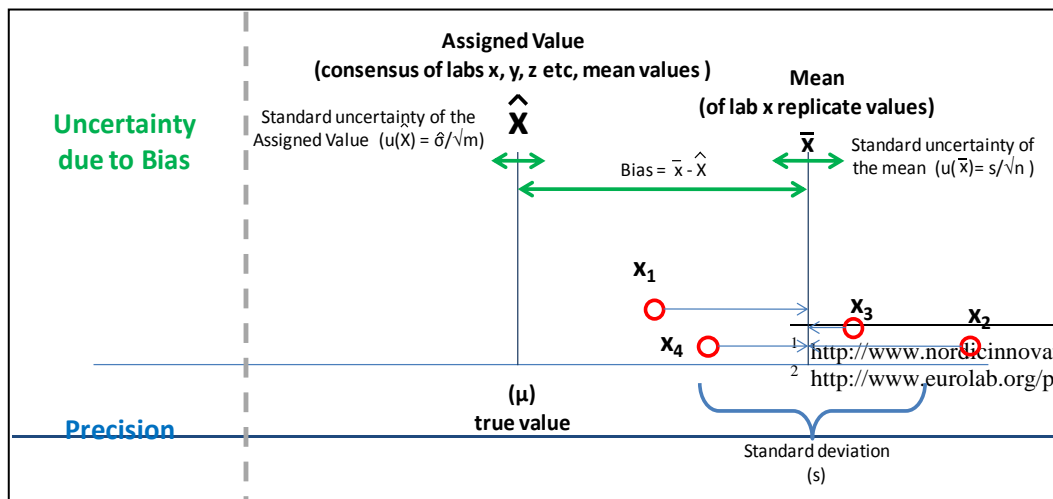 Assigned Value
(consensus of labs x, y, z etc, mean values )
X̂
Standard uncertainty of the
Assigned Value (u(X̂) = σ̂/√m)
Uncertainty
due to Bias
Mean
(of lab x replicate values)
x̄
Standard uncertainty of
the mean (u(x̄)= s/√n )
Bias = x̄ - X̂
x₁
x₃
x₂
x₄
1 http://www.nordicinnova
2 http://www.eurolab.org/p
(μ)
true value
Precision
Standard deviation
(s)